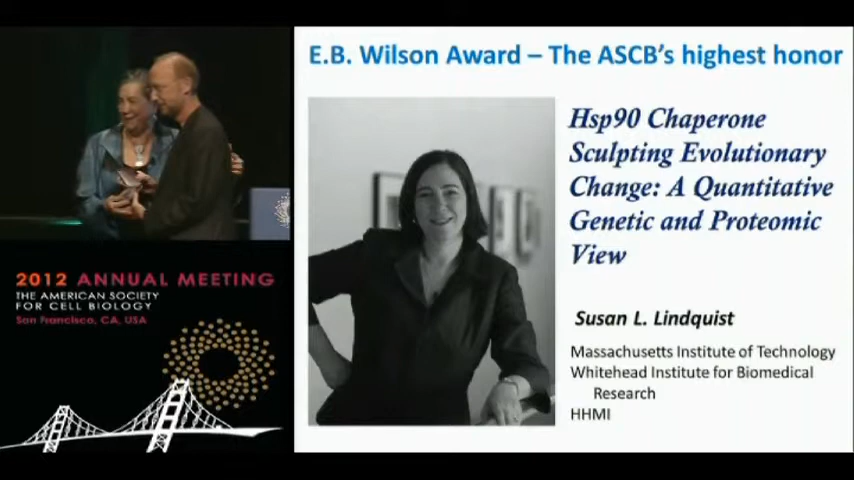 E.B. Wilson Award – The ASCB's highest honor
Hsp90 Chaperone
Sculpting Evolutionary
Change: A Quantitative
Genetic and Proteomic
View
Susan L. Lindquist
Massachusetts Institute of Technology
Whitehead Institute for Biomedical
Research
HHMI
2012 ANNUAL MEETING
THE AMERICAN SOCIETY
FOR CELL BIOLOGY
San Francisco, CA, USA